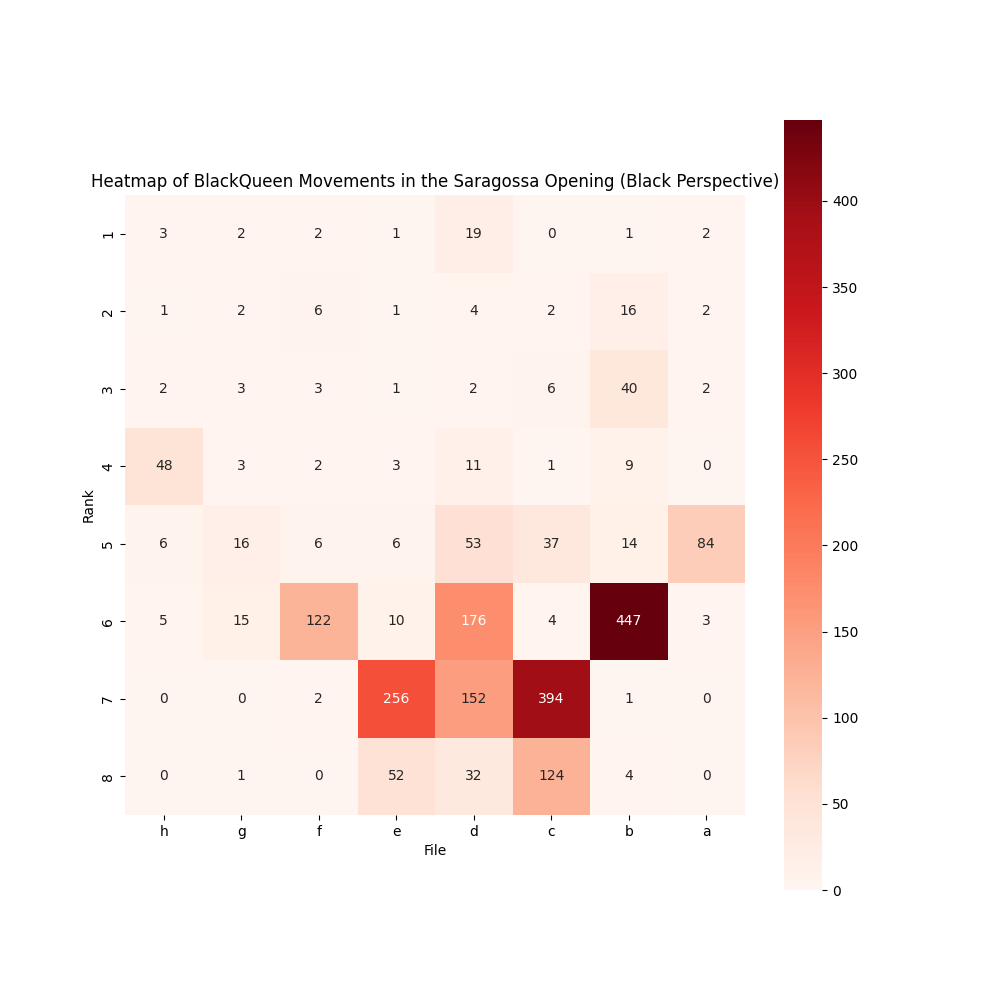 Heatmap of BlackQueen Movements in the Saragossa Opening (Black Perspective)
1 3 2 2 1 19 0 1 2
2 1 2 6 1 4 2 16 2
3 2 3 3 1 2 6 40 2
4 48 3 2 3 11 1 9 0
5 6 16 6 6 53 37 14 84
6 5 15 122 10 176 4 447 3
7 0 0 2 256 152 394 1 0
8 0 1 0 52 32 124 4 0
h g f e d c b a
Rank
File
400
350
300
250
200
150
100
50
0